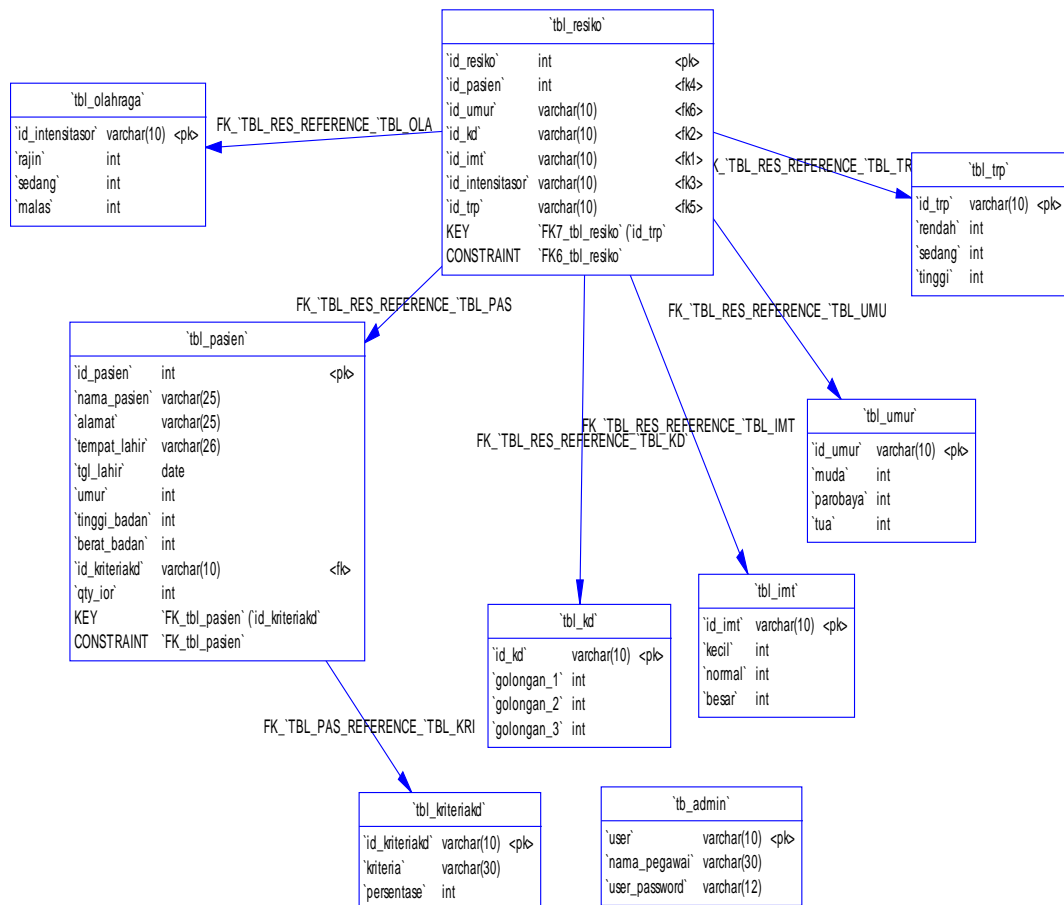 `tbl_resiko`
`id_resiko` int <pk>
`id_pasien` int <fk4>
`id_umur` varchar(10) <fk6>
`id_kd` varchar(10) <fk2>
`id_imt` varchar(10) <fk1>
`id_intensitasor` varchar(10) <fk3>
`id_trp` varchar(10) <fk5>
KEY `FK7_tbl_resiko` (`id_trp`
CONSTRAINT `FK6_tbl_resiko`
`tbl_olahraga`
`id_intensitasor` varchar(10) <pk>
`rajin` int
`sedang` int
`malas` int
FK_`TBL_RES_REFERENCE_`TBL_OLA
K_`TBL_RES_REFERENCE_`TBL_TR
`tbl_trp`
`id_trp` varchar(10) <pk>
`rendah` int
`sedang` int
`tinggi` int
FK_`TBL_RES_REFERENCE_`TBL_PAS
FK_`TBL_RES_REFERENCE_`TBL_UMU
`tbl_pasien`
`id_pasien` int <pk>
`nama_pasien` varchar(25)
`alamat` varchar(25)
`tempat_lahir` varchar(26)
`tgl_lahir` date
`umur` int
`tinggi_badan` int
`berat_badan` int
`id_kriteriakd` varchar(10) <fk>
`qty_ior` int
KEY `FK_tbl_pasien` (`id_kriteriakd`
CONSTRAINT `FK_tbl_pasien`
FK_`TBL_RES_REFERENCE_`TBL_IMT
FK_`TBL_RES_REFERENCE_`TBL_KD`
`tbl_umur`
`id_umur` varchar(10) <pk>
`muda` int
`parobaya` int
`tua` int
`tbl_kd`
`id_kd` varchar(10) <pk>
`golongan_1` int
`golongan_2` int
`golongan_3` int
`tbl_imt`
`id_imt` varchar(10) <pk>
`kecil` int
`normal` int
`besar` int
FK_`TBL_PAS_REFERENCE_`TBL_KRI
`tbl_kriteriakd`
`id_kriteriakd` varchar(10) <pk>
`kriteria` varchar(30)
`persentase` int
`tb_admin`
`user` varchar(10) <pk>
`nama_pegawai` varchar(30)
`user_password` varchar(12)